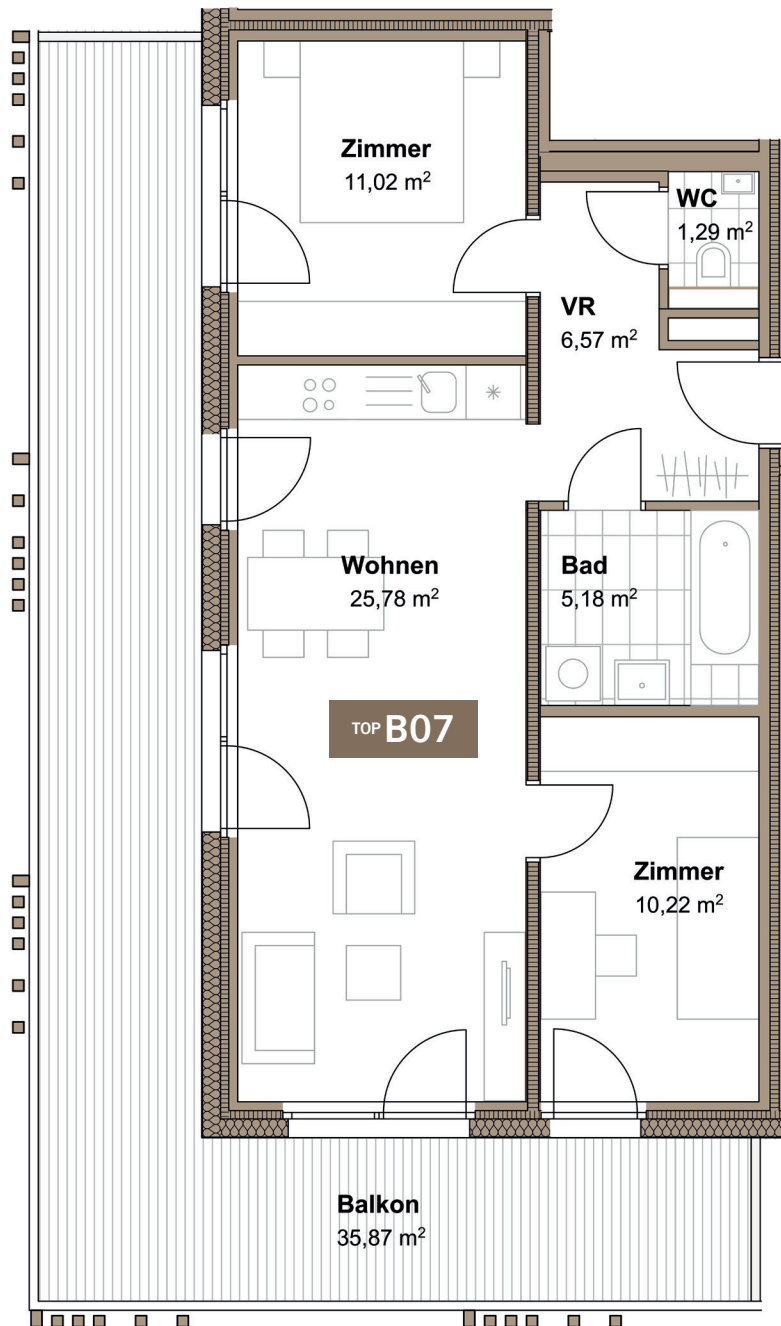 Zimmer
11,02 m²
WC
1,29 m²
VR
6,57 m²
Wohnen
25,78 m²
Bad
5,18 m²
TOP B07
Zimmer
10,22 m²
Balkon
35,87 m²